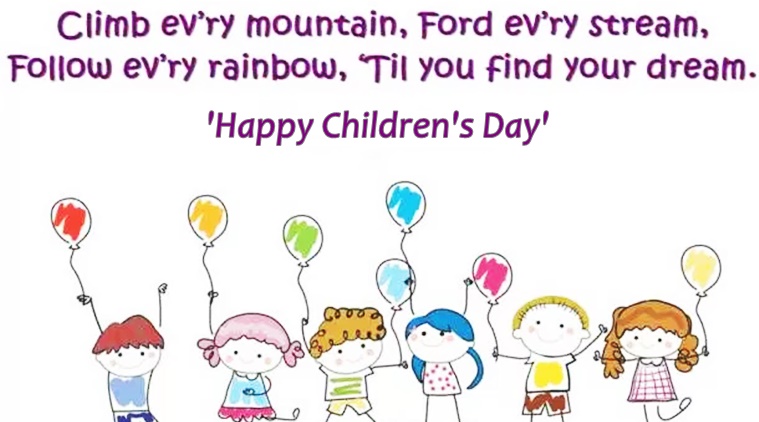 Climb ev’ry mountain, Ford ev’ry stream,
Follow ev’ry rainbow, ‘Til you find your dream.
'Happy Children's Day'